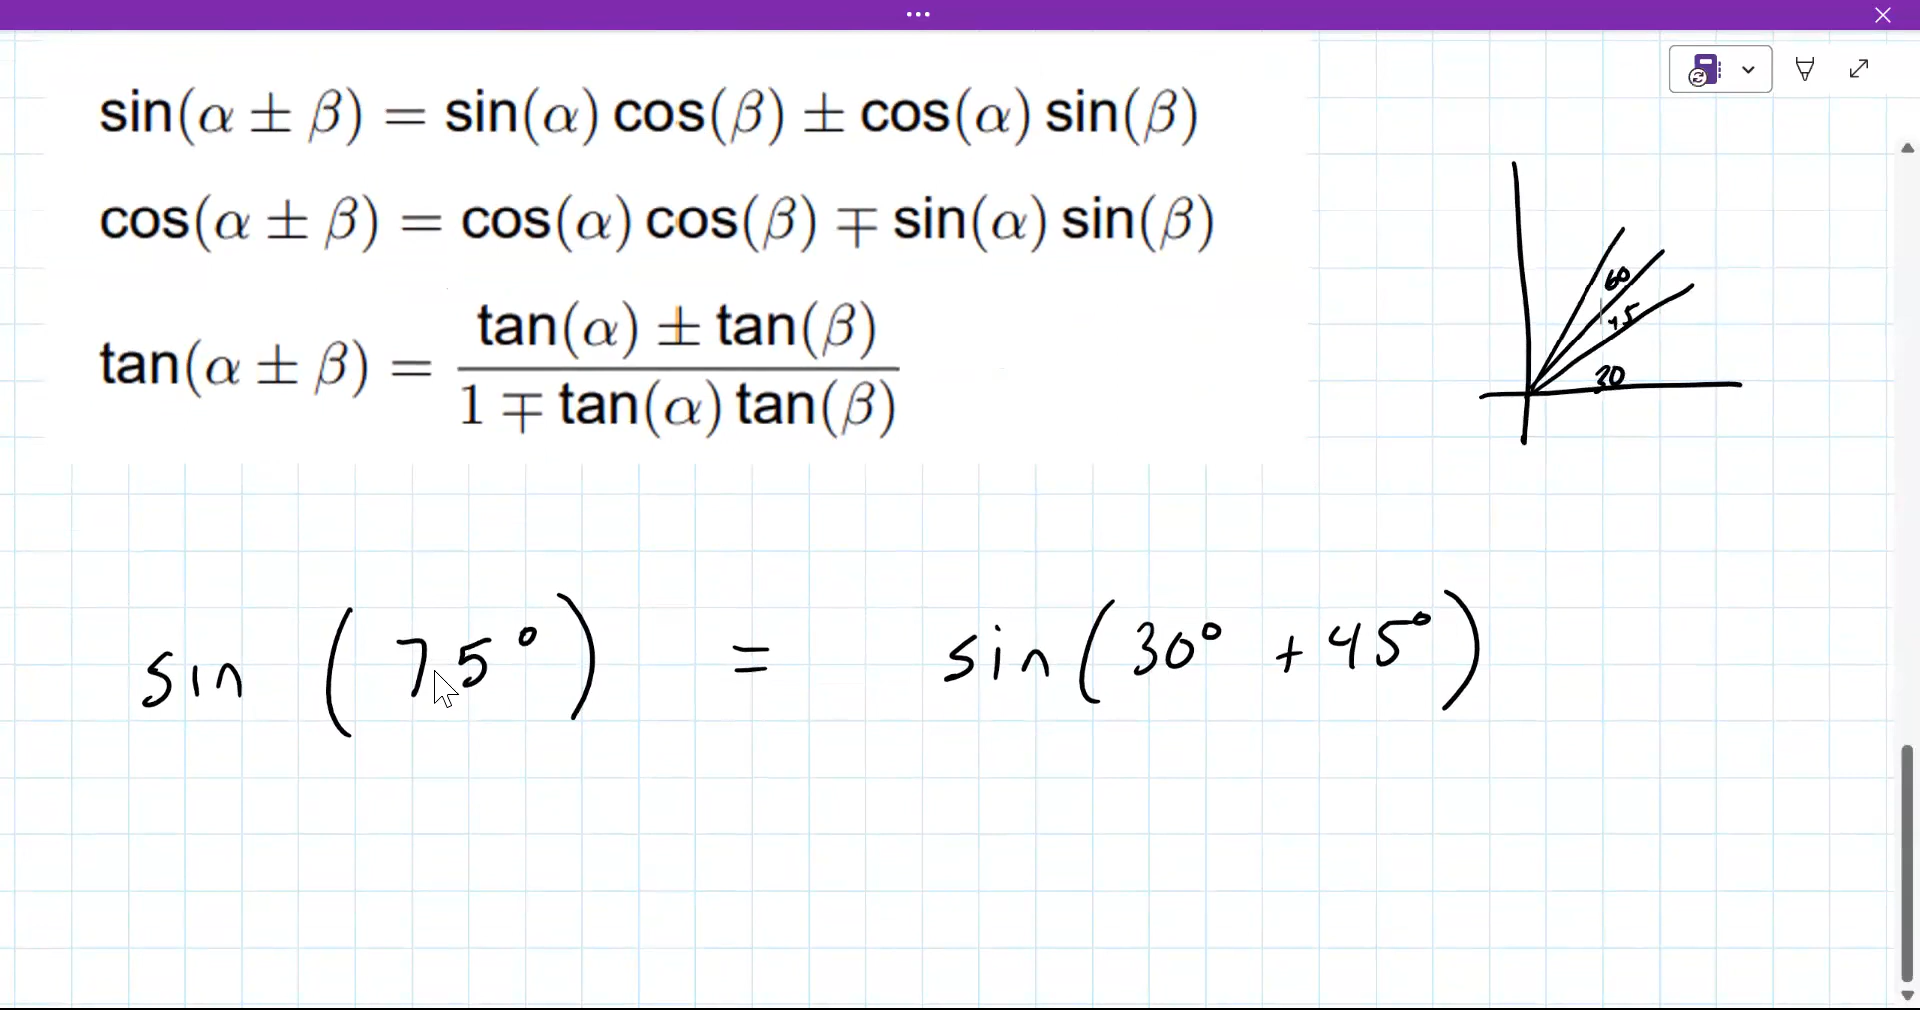 sin(α ± β) = sin(α) cos(β) ± cos(α) sin(β)
cos(α ± β) = cos(α) cos(β) ∓ sin(α) sin(β)
tan(α ± β) = (tan(α) ± tan(β)) / (1 ∓ tan(α) tan(β))
60
45
30
sin (75°) = sin(30° + 45°)